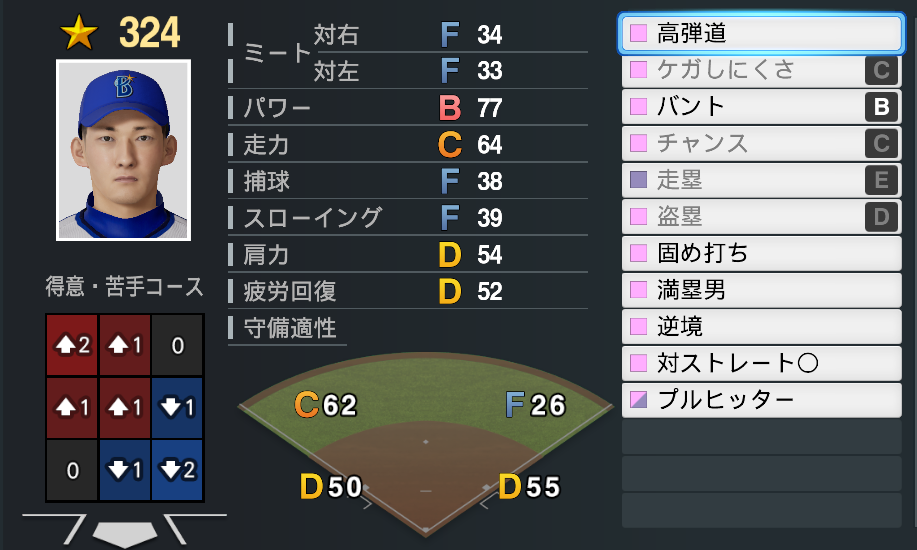 324
ミート
対右 F 34
対左 F 33
パワー B 77
走力 C 64
捕球 F 38
スローイング F 39
肩力 D 54
疲労回復 D 52
守備適性
B
得意・苦手コース
2 1 0
1 1 1
0 1 2
C62
F26
D50
D55
高弾道
ケガしにくさ C
バント B
チャンス C
走塁 E
盗塁 D
固め打ち
満塁男
逆境
対ストレート○
プルヒッター